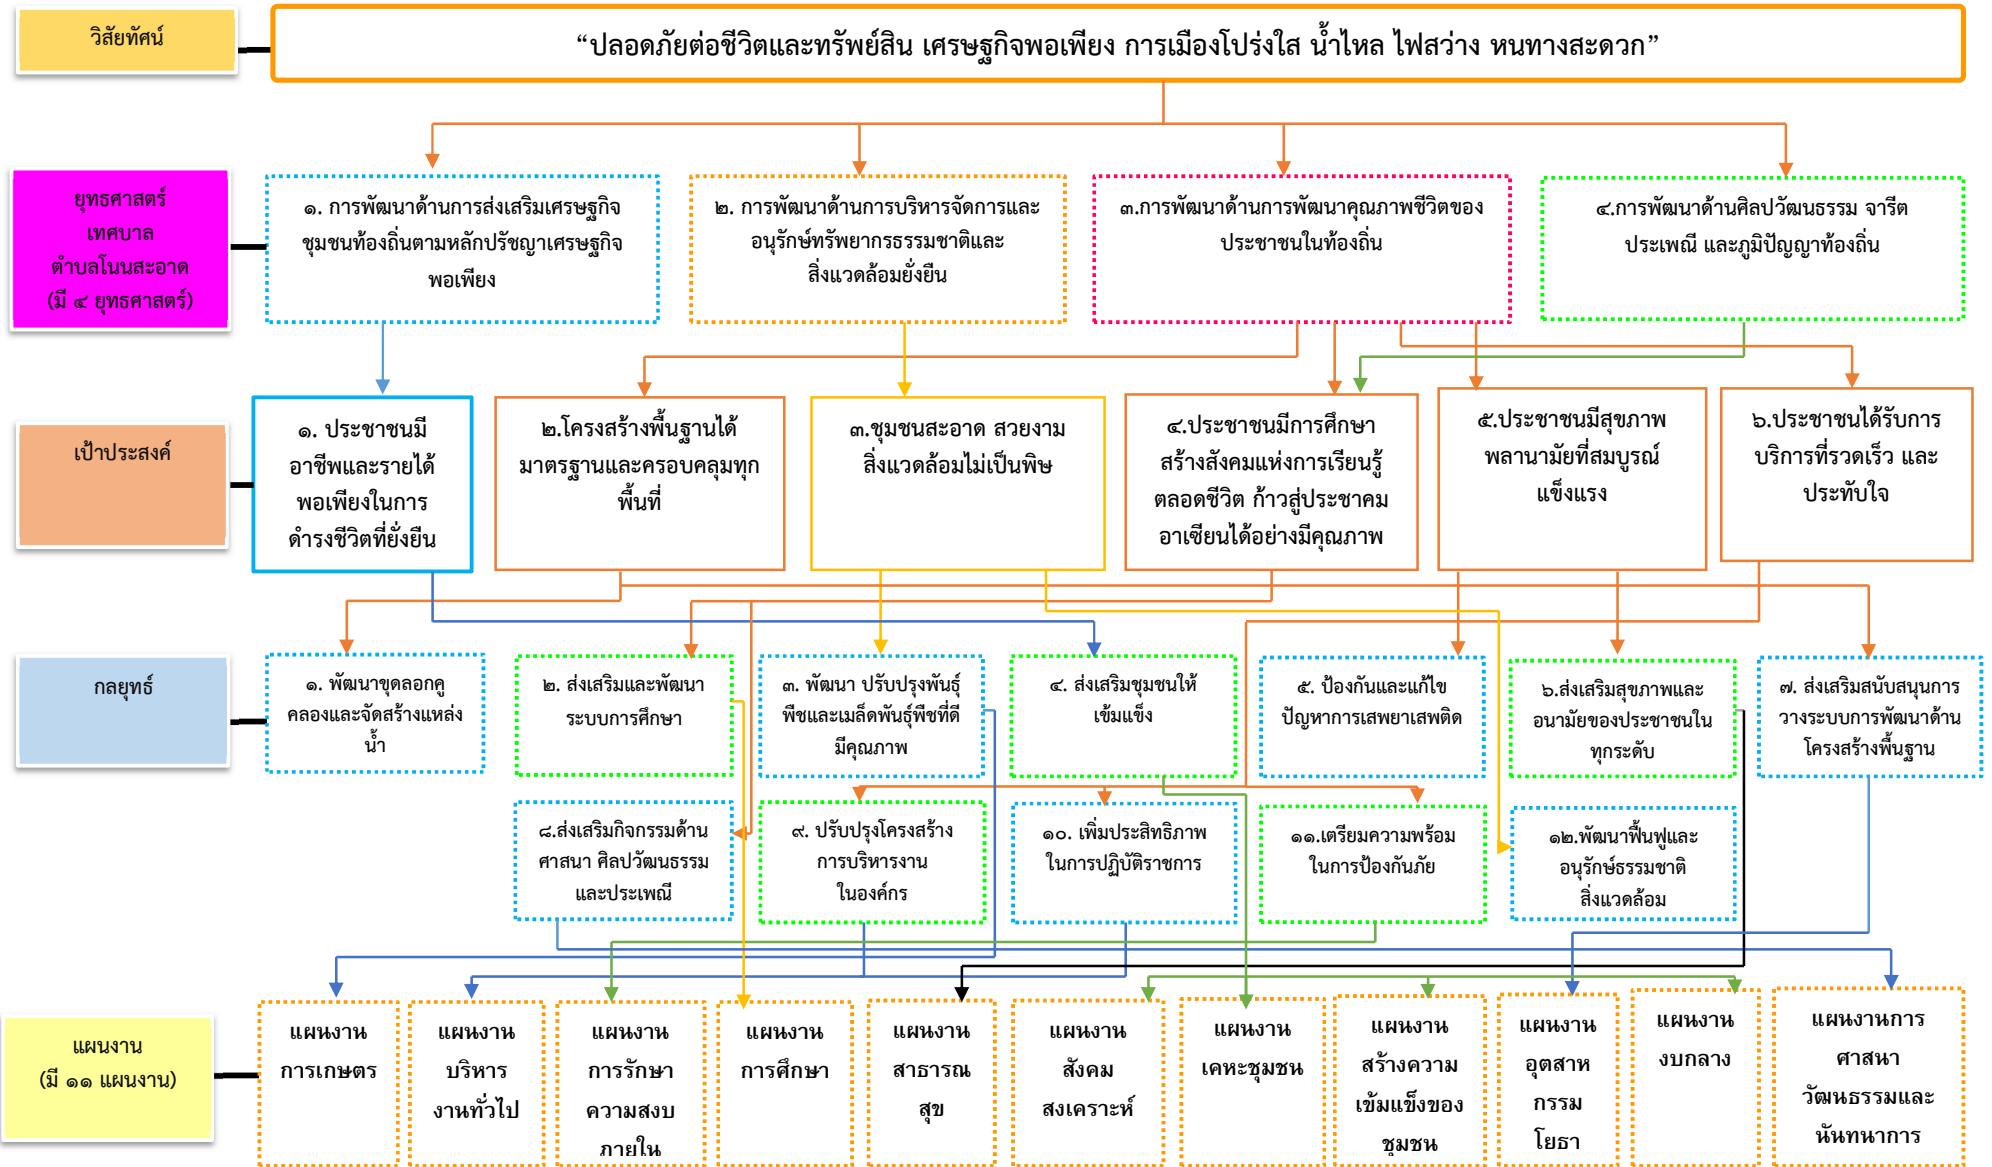 วิสัยทัศน์
“ปลอดภัยต่อชีวิตและทรัพย์สิน เศรษฐกิจพอเพียง การเมืองโปร่งใส น้ำไหล ไฟสว่าง หนทางสะดวก”
ยุทธศาสตร์
เทศบาล
ตำบลโนนสะอาด
(มี ๔ ยุทธศาสตร์)
๑. การพัฒนาด้านการส่งเสริมเศรษฐกิจ
ชุมชนท้องถิ่นตามหลักปรัชญาเศรษฐกิจ
พอเพียง
๒. การพัฒนาด้านการบริหารจัดการและ
อนุรักษ์ทรัพยากรธรรมชาติและ
สิ่งแวดล้อมยั่งยืน
๓.การพัฒนาด้านการพัฒนาคุณภาพชีวิตของ
ประชาชนในท้องถิ่น
๔.การพัฒนาด้านศิลปวัฒนธรรม จารีต
ประเพณี และภูมิปัญญาท้องถิ่น
เป้าประสงค์
๑. ประชาชนมี
อาชีพและรายได้
พอเพียงในการ
ดำรงชีวิตที่ยั่งยืน
๒.โครงสร้างพื้นฐานได้
มาตรฐานและครอบคลุมทุก
พื้นที่
๓.ชุมชนสะอาด สวยงาม
สิ่งแวดล้อมไม่เป็นพิษ
๔.ประชาชนมีการศึกษา
สร้างสังคมแห่งการเรียนรู้
ตลอดชีวิต ก้าวสู่ประชาคม
อาเซียนได้อย่างมีคุณภาพ
๕.ประชาชนมีสุขภาพ
พลานามัยที่สมบูรณ์
แข็งแรง
๖.ประชาชนได้รับการ
บริการที่รวดเร็ว และ
ประทับใจ
กลยุทธ์
๑. พัฒนาขุดลอกคู
คลองและจัดสร้างแหล่ง
น้ำ
๒. ส่งเสริมและพัฒนา
ระบบการศึกษา
๓. พัฒนา ปรับปรุงพันธุ์
พืชและเมล็ดพันธุ์พืชที่ดี
มีคุณภาพ
๔. ส่งเสริมชุมชนให้
เข้มแข็ง
๕. ป้องกันและแก้ไข
ปัญหาการเสพยาเสพติด
๖.ส่งเสริมสุขภาพและ
อนามัยของประชาชนใน
ทุกระดับ
๗. ส่งเสริมสนับสนุนการ
วางระบบการพัฒนาด้าน
โครงสร้างพื้นฐาน
๘.ส่งเสริมกิจกรรมด้าน
ศาสนา ศิลปวัฒนธรรม
และประเพณี
๙. ปรับปรุงโครงสร้าง
การบริหารงาน
ในองค์กร
๑๐. เพิ่มประสิทธิภาพ
ในการปฏิบัติราชการ
๑๑.เตรียมความพร้อม
ในการป้องกันภัย
๑๒.พัฒนาฟื้นฟูและ
อนุรักษ์ธรรมชาติ
สิ่งแวดล้อม
แผนงาน
(มี ๑๑ แผนงาน)
แผนงาน
การเกษตร
แผนงาน
บริหาร
งานทั่วไป
แผนงาน
การรักษา
ความสงบ
ภายใน
แผนงาน
การศึกษา
แผนงาน
สาธารณ
สุข
แผนงาน
สังคม
สงเคราะห์
แผนงาน
เคหะชุมชน
แผนงาน
สร้างความ
เข้มแข็งของ
ชุมชน
แผนงาน
อุตสาห
กรรม
โยธา
แผนงาน
งบกลาง
แผนงานการ
ศาสนา
วัฒนธรรมและ
นันทนาการ